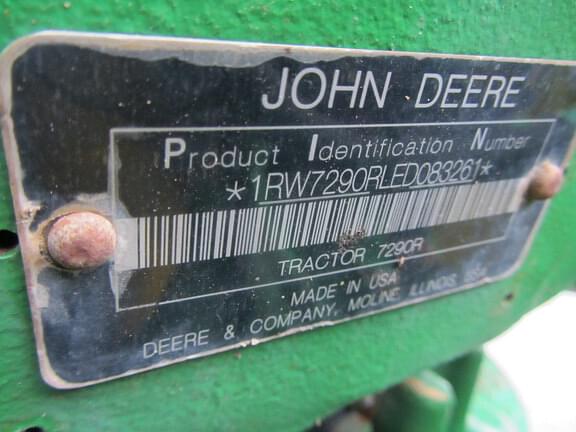 JOHN DEERE
Product Identification Number
*1RW7290RLED083261*
TRACTOR 7290R
MADE IN USA
DEERE & COMPANY, MOLINE, ILLINOIS, USA